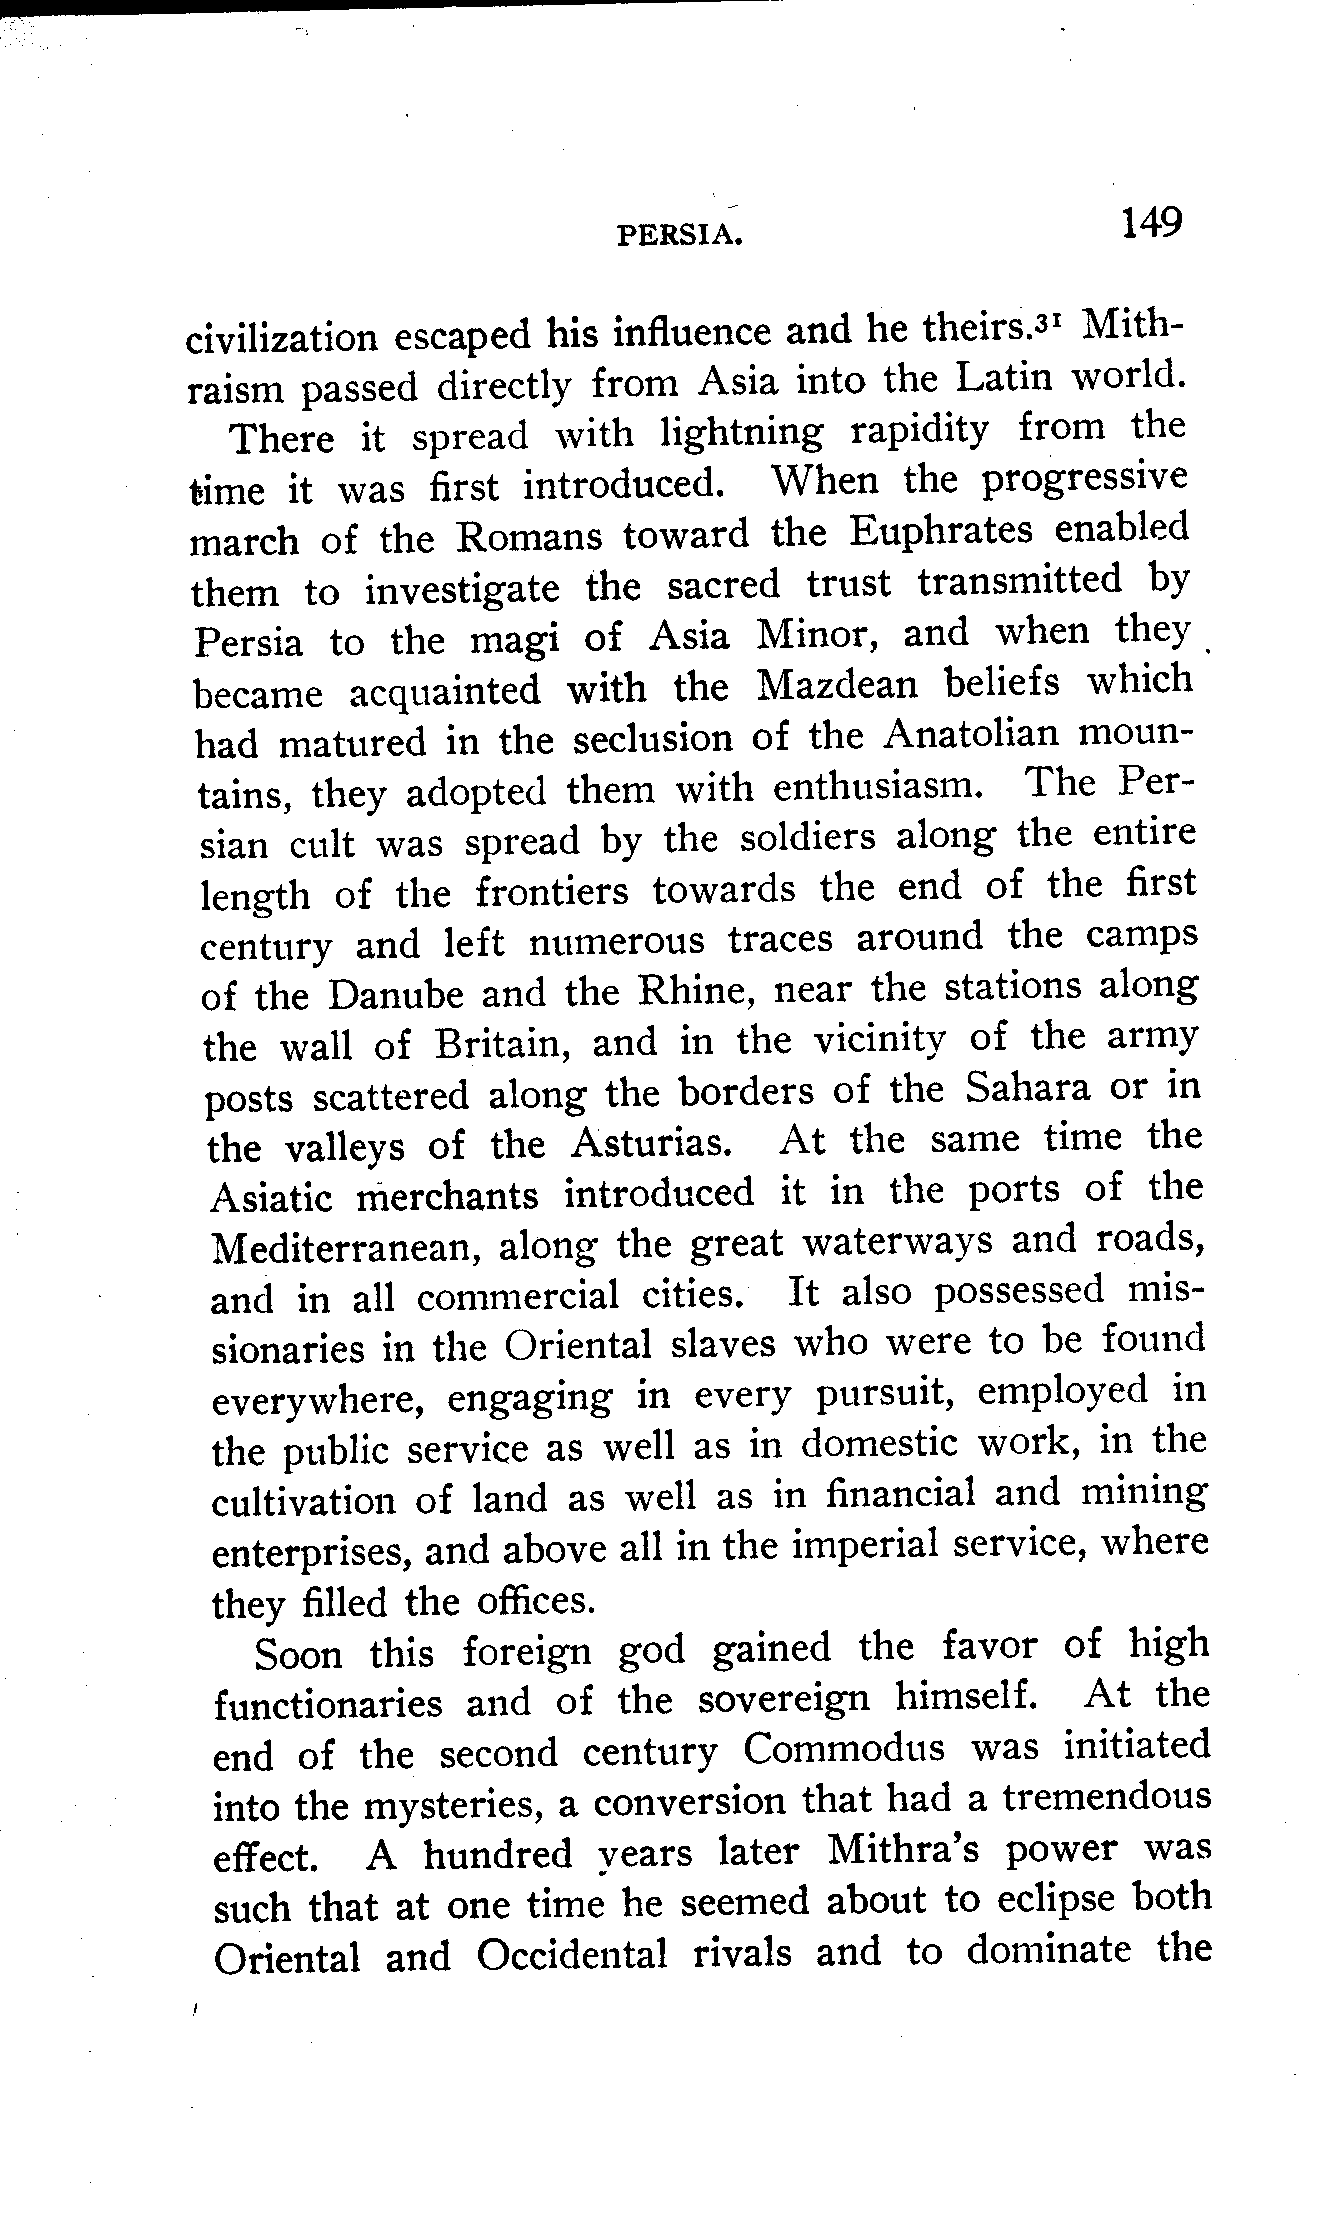 PERSIA. 149
civilization escaped his influence and he theirs.³¹ Mith-
raism passed directly from Asia into the Latin world.
There it spread with lightning rapidity from the
time it was first introduced. When the progressive
march of the Romans toward the Euphrates enabled
them to investigate the sacred trust transmitted by
Persia to the magi of Asia Minor, and when they
became acquainted with the Mazdean beliefs which
had matured in the seclusion of the Anatolian moun-
tains, they adopted them with enthusiasm. The Per-
sian cult was spread by the soldiers along the entire
length of the frontiers towards the end of the first
century and left numerous traces around the camps
of the Danube and the Rhine, near the stations along
the wall of Britain, and in the vicinity of the army
posts scattered along the borders of the Sahara or in
the valleys of the Asturias. At the same time the
Asiatic merchants introduced it in the ports of the
Mediterranean, along the great waterways and roads,
and in all commercial cities. It also possessed mis-
sionaries in the Oriental slaves who were to be found
everywhere, engaging in every pursuit, employed in
the public service as well as in domestic work, in the
cultivation of land as well as in financial and mining
enterprises, and above all in the imperial service, where
they filled the offices.
Soon this foreign god gained the favor of high
functionaries and of the sovereign himself. At the
end of the second century Commodus was initiated
into the mysteries, a conversion that had a tremendous
effect. A hundred years later Mithra's power was
such that at one time he seemed about to eclipse both
Oriental and Occidental rivals and to dominate the